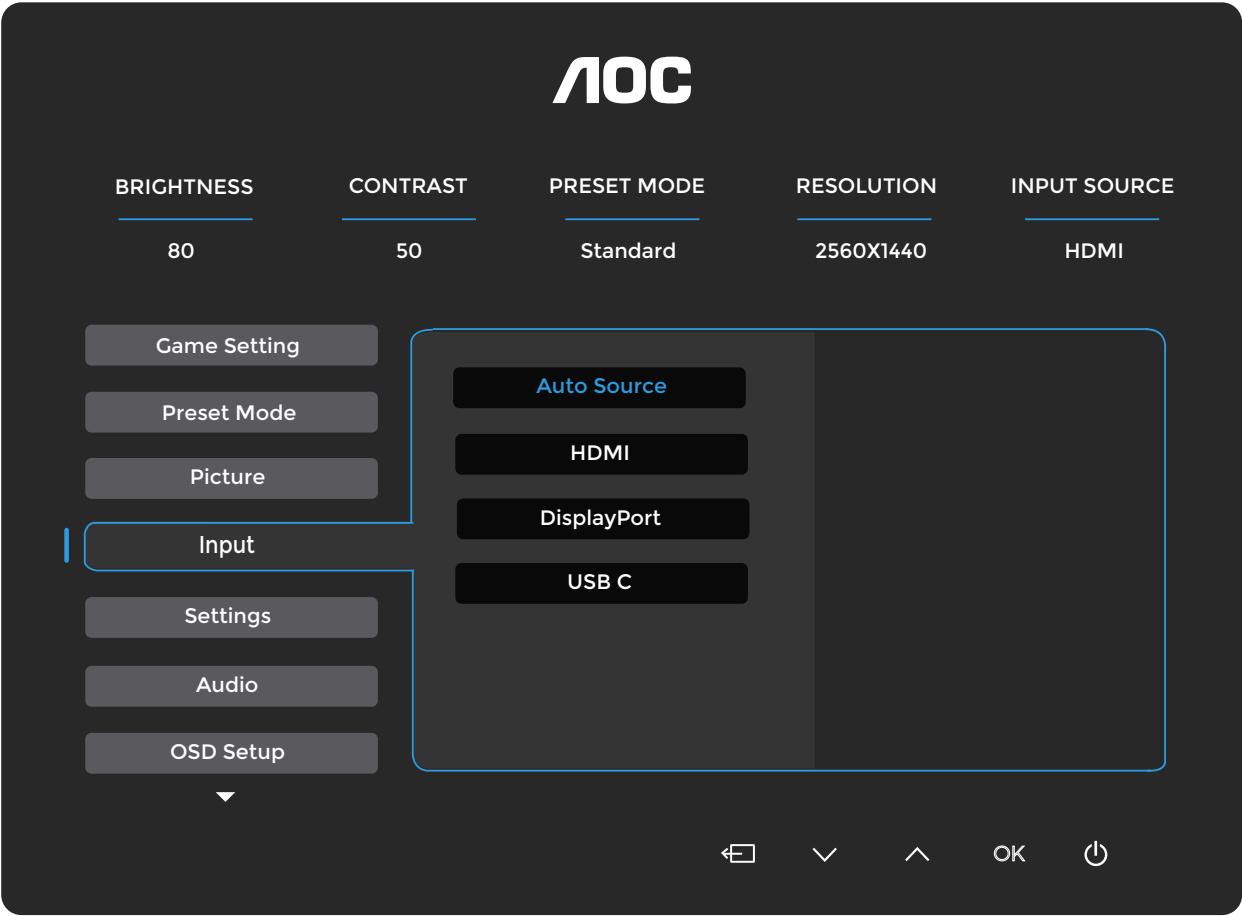 AOC
BRIGHTNESS CONTRAST PRESET MODE RESOLUTION INPUT SOURCE
80 50 Standard 2560X1440 HDMI
Game Setting
Preset Mode
Picture
Input
Settings
Audio
OSD Setup
Auto Source
HDMI
DisplayPort
USB C
OK